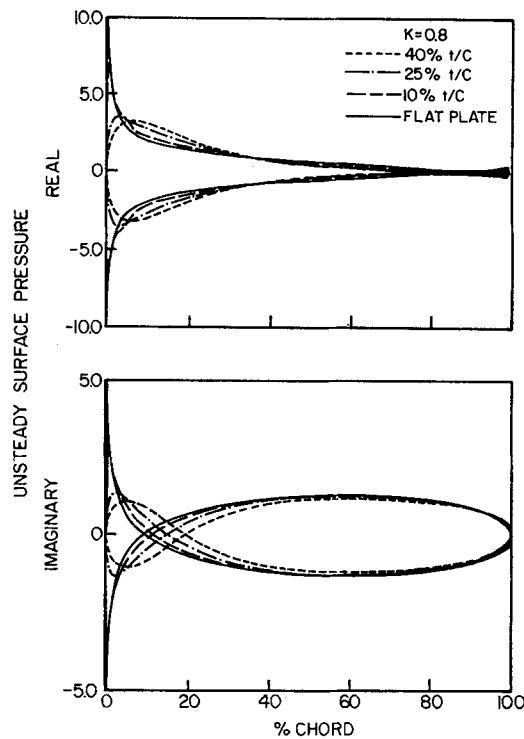 UNSTEADY SURFACE PRESSURE
REAL
10.0
5.0
0
-5.0
-10.0
K=0.8
40% t/C
25% t/C
10% t/C
FLAT PLATE
IMAGINARY
5.0
0
-5.0
0 20 40 60 80 100
% CHORD